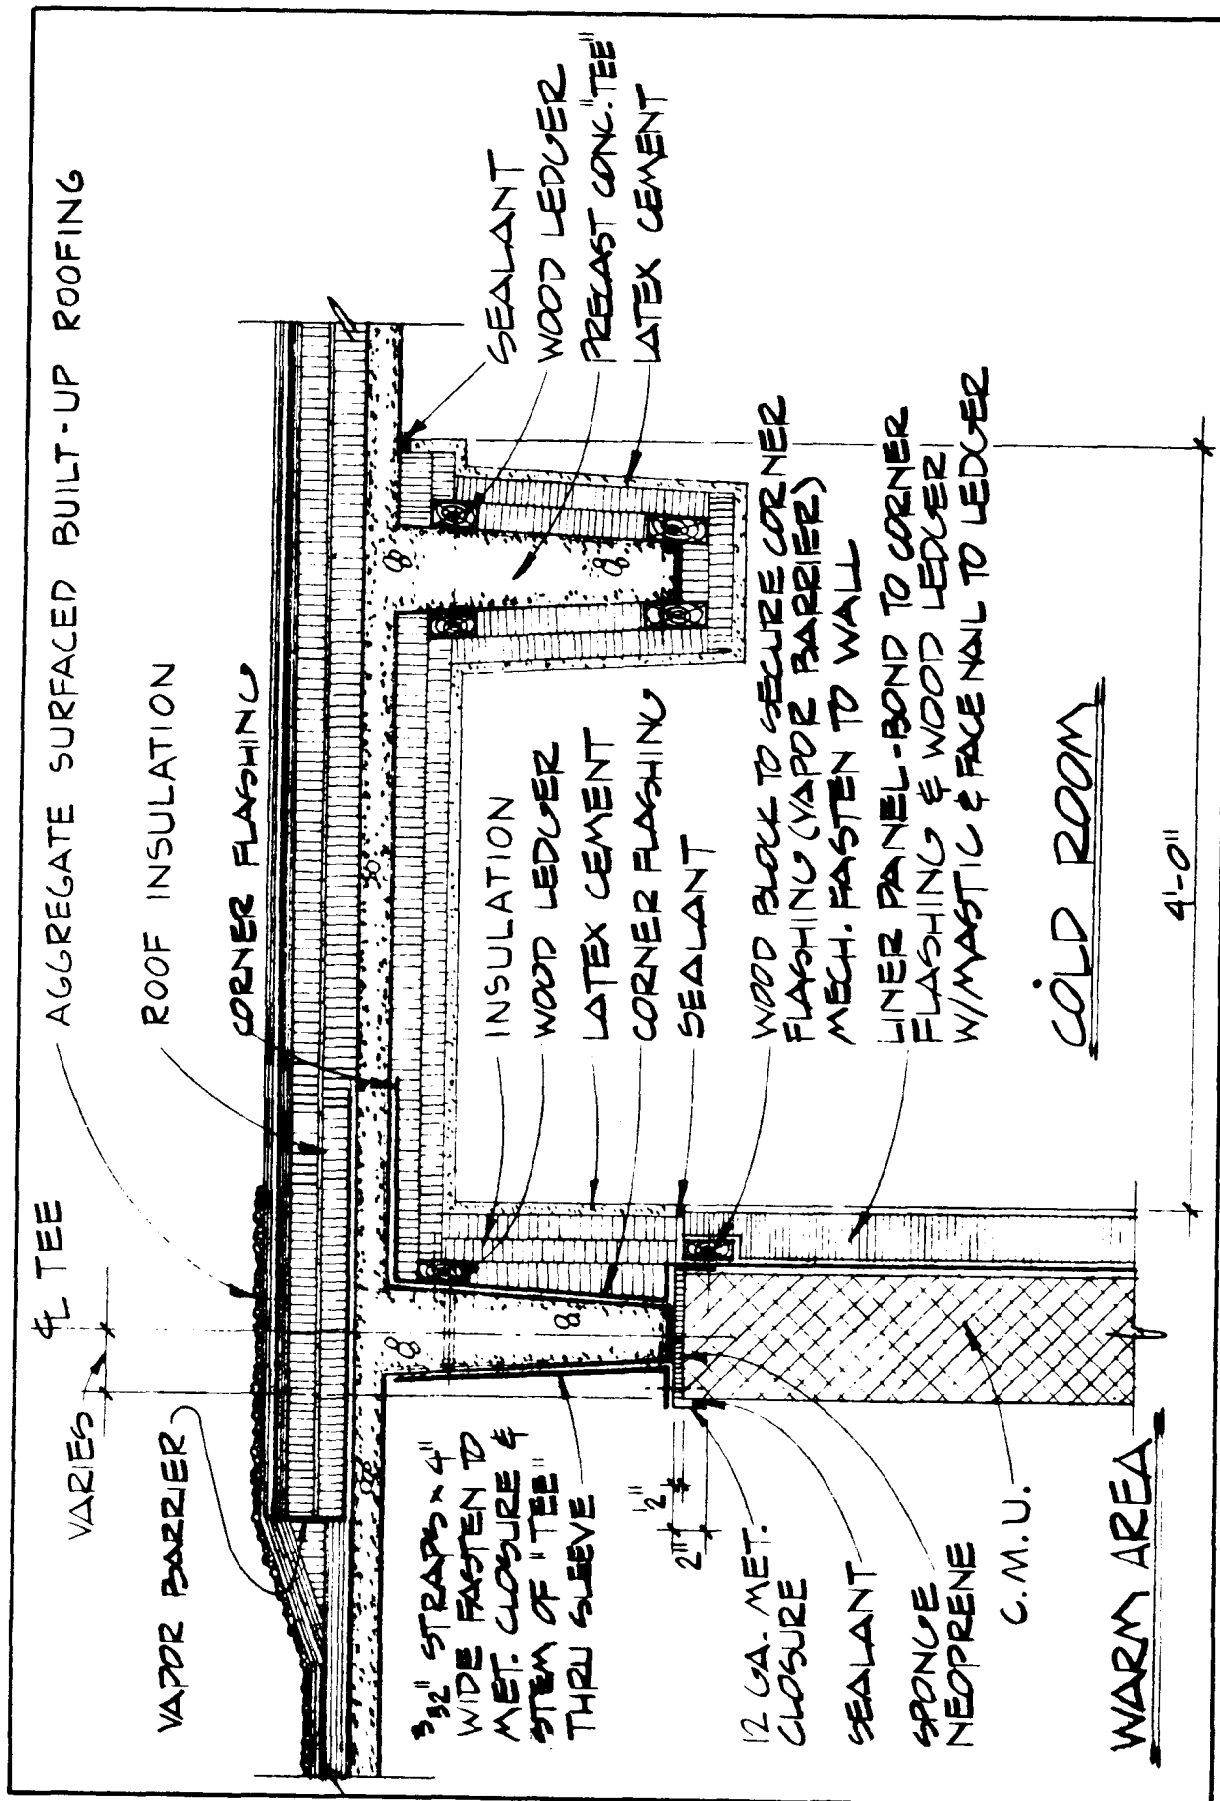 AGGREGATE SURFACED BUILT-UP ROOFING
ROOF INSULATION
CORNER FLASHING
℄ TEE
VARIES
VAPOR BARRIER
SEALANT
WOOD LEDGER
PRECAST CONC. "TEE"
LATEX CEMENT
INSULATION
WOOD LEDGER
LATEX CEMENT
CORNER FLASHING
SEALANT
WOOD BLOCK TO SECURE CORNER
FLASHING (VAPOR BARRIER)
MECH. FASTEN TO WALL
LINER PANEL-BOND TO CORNER
FLASHING & WOOD LEDGER
W/MASTIC & FACE NAIL TO LEDGER
3/32" STRAPS x 4"
WIDE FASTEN TO
MET. CLOSURE &
STEM OF "TEE"
THRU SLEEVE
1/2"
2"
12 GA. MET.
CLOSURE
SEALANT
SPONGE
NEOPRENE
C.M.U.
WARM AREA
COLD ROOM
4'-0"